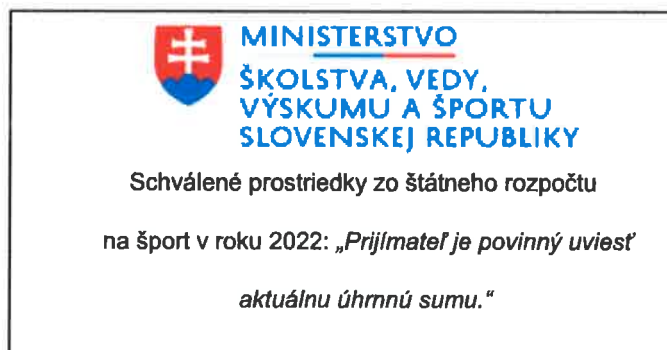 MINISTERSTVO
ŠKOLSTVA, VEDY,
VÝSKUMU A ŠPORTU
SLOVENSKEJ REPUBLIKY
Schválené prostriedky zo štátneho rozpočtu
na šport v roku 2022: „Prijímateľ je povinný uviesť
aktuálnu úhrnnú sumu.“